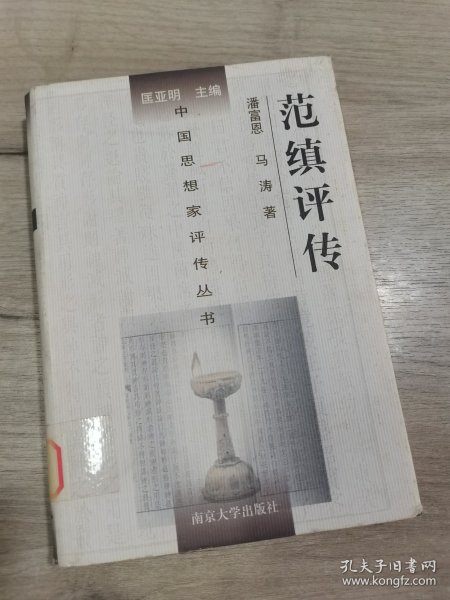 匡亚明 主编
范缜评传
潘富恩 马涛 著
中国思想家评传丛书
南京大学出版社
孔夫子旧书网
www.kongfz.com